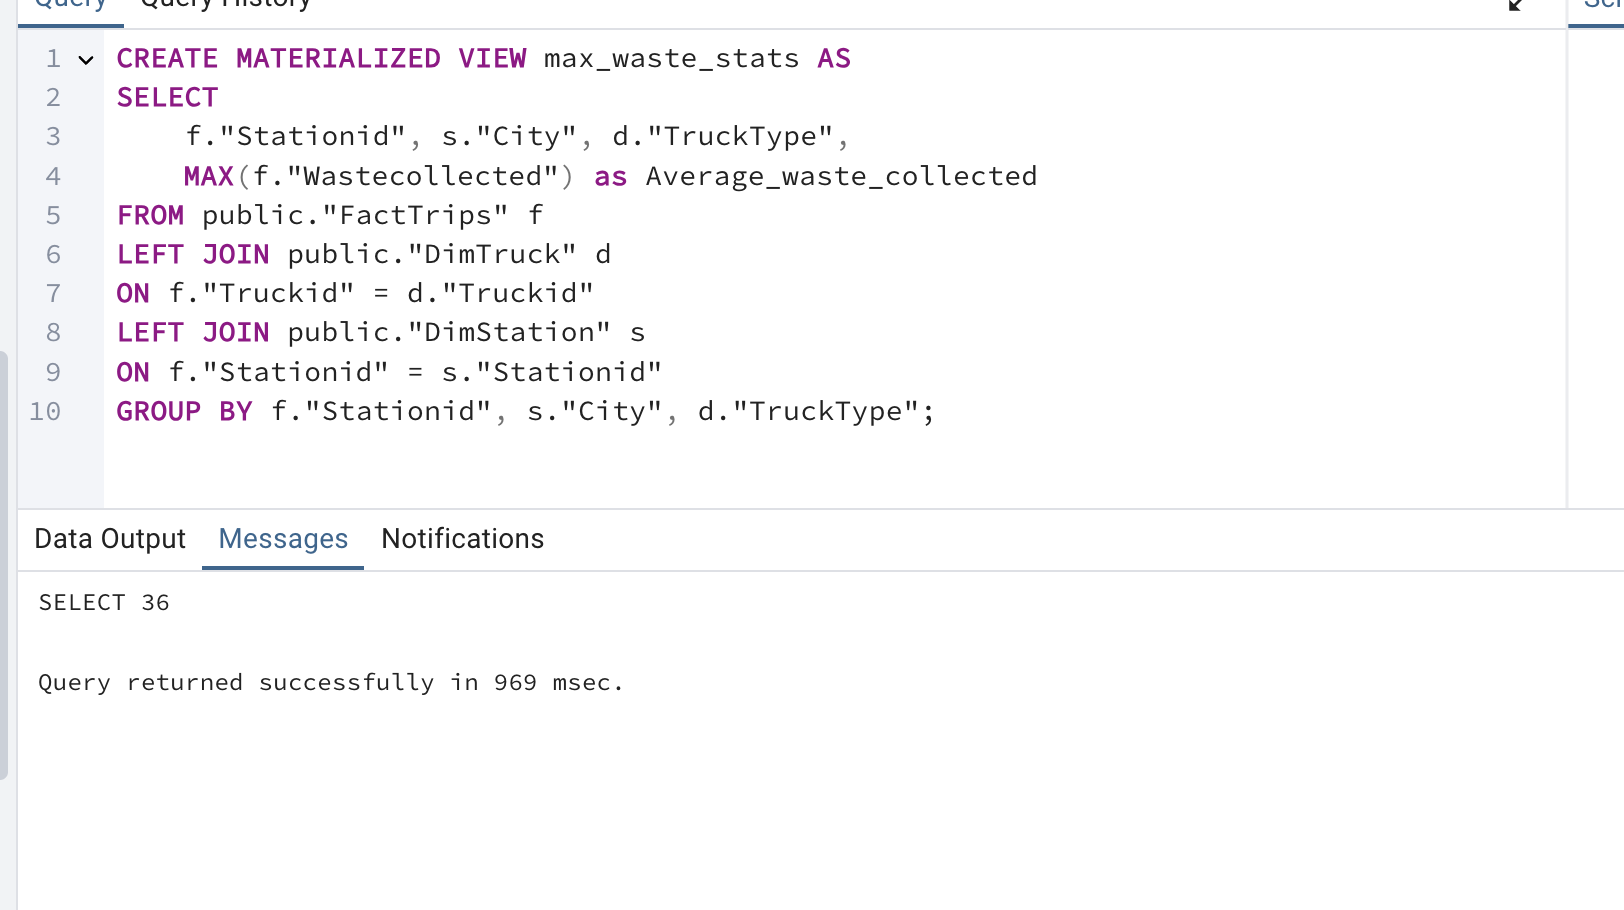 Query Query History
1 CREATE MATERIALIZED VIEW max_waste_stats AS
2 SELECT
3 f."Stationid", s."City", d."TruckType",
4 MAX(f."Wastecollected") as Average_waste_collected
5 FROM public."FactTrips" f
6 LEFT JOIN public."DimTruck" d
7 ON f."Truckid" = d."Truckid"
8 LEFT JOIN public."DimStation" s
9 ON f."Stationid" = s."Stationid"
10 GROUP BY f."Stationid", s."City", d."TruckType";
Data Output Messages Notifications
SELECT 36
Query returned successfully in 969 msec.